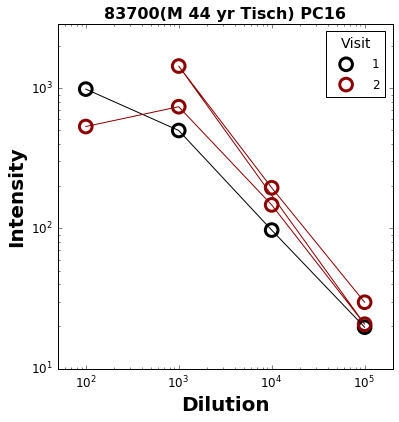 83700(M 44 yr Tisch) PC16
Visit
1
2
10³
10²
10¹
Intensity
10² 10³ 10⁴ 10⁵
Dilution